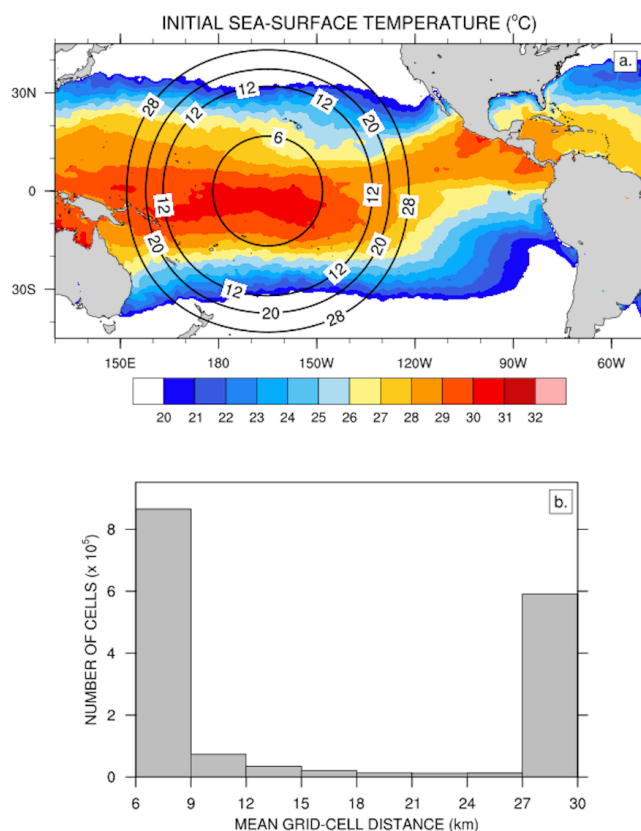 INITIAL SEA-SURFACE TEMPERATURE (°C)
a.
30N
0
30S
28 12 12 20
6
12 12 28
20 20
12 12
20
28 28
150E 180 150W 120W 90W 60W
20 21 22 23 24 25 26 27 28 29 30 31 32
b.
NUMBER OF CELLS (x 10⁵)
8
6
4
2
0
6 9 12 15 18 21 24 27 30
MEAN GRID-CELL DISTANCE (km)